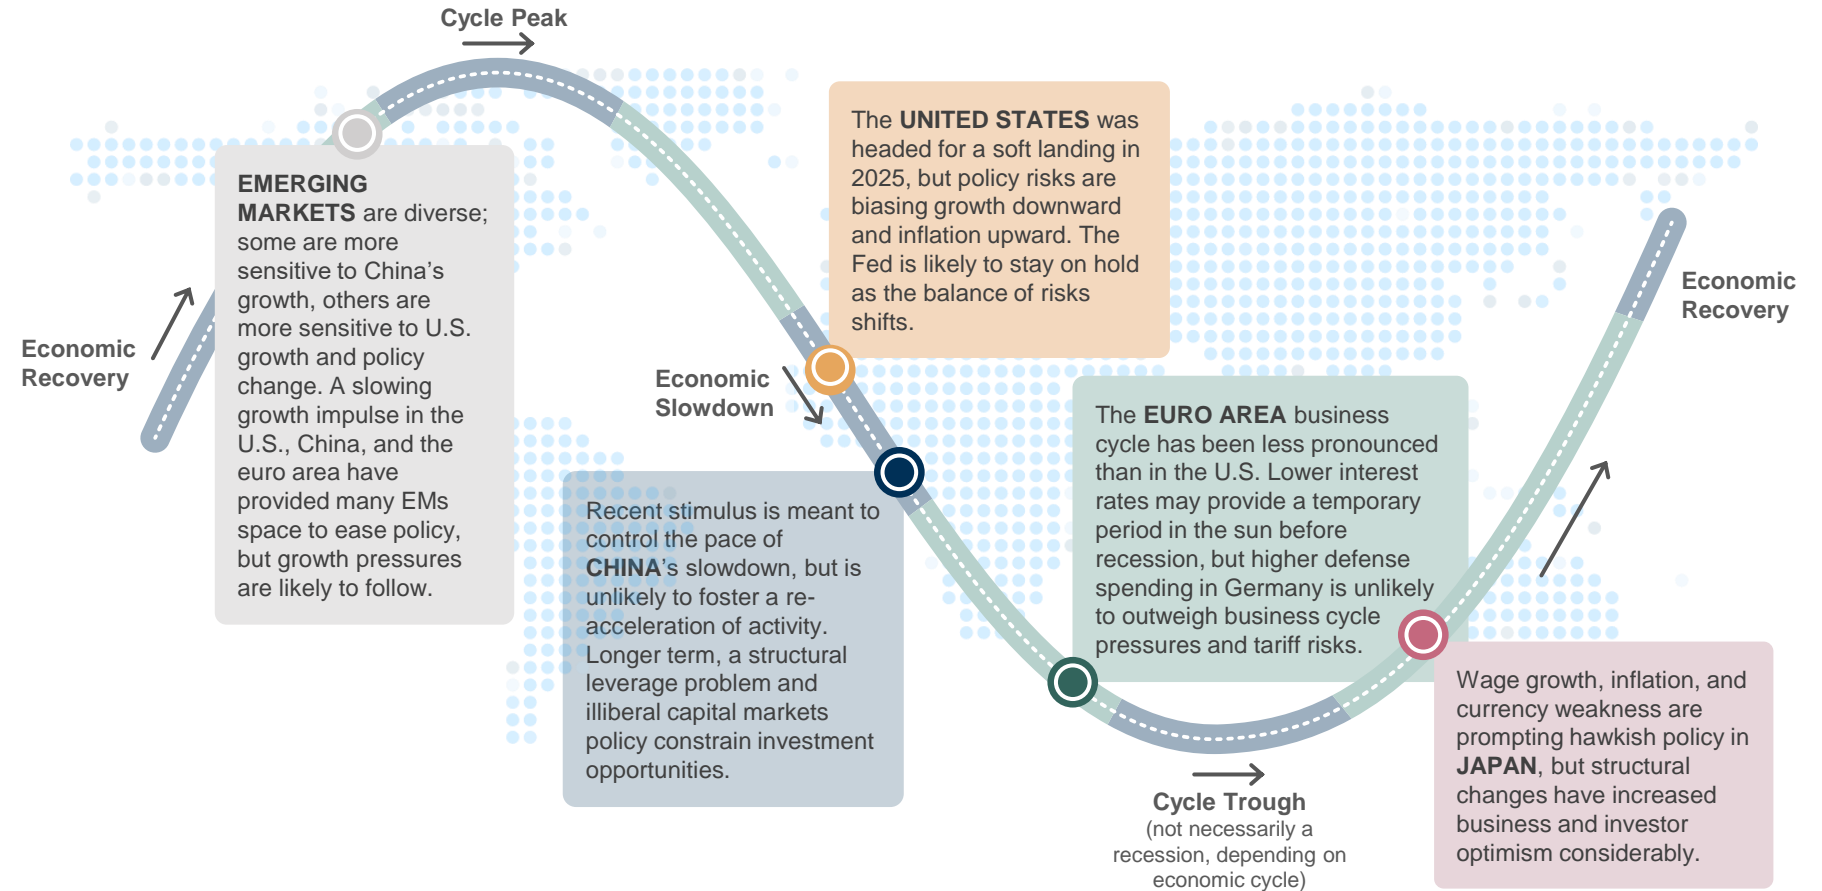 Cycle Peak
Economic
Recovery
EMERGING
MARKETS are diverse;
some are more
sensitive to China's
growth, others are
more sensitive to U.S.
growth and policy
change. A slowing
growth impulse in the
U.S., China, and the
euro area have
provided many EMs
space to ease policy,
but growth pressures
are likely to follow.
The UNITED STATES was
headed for a soft landing in
2025, but policy risks are
biasing growth downward
and inflation upward. The
Fed is likely to stay on hold
as the balance of risks
shifts.
Economic
Slowdown
Recent stimulus is meant to
control the pace of
CHINA's slowdown, but is
unlikely to foster a re-
acceleration of activity.
Longer term, a structural
leverage problem and
illiberal capital markets
policy constrain investment
opportunities.
The EURO AREA business
cycle has been less pronounced
than in the U.S. Lower interest
rates may provide a temporary
period in the sun before
recession, but higher defense
spending in Germany is unlikely
to outweigh business cycle
pressures and tariff risks.
Cycle Trough
(not necessarily a
recession, depending on
economic cycle)
Economic
Recovery
Wage growth, inflation, and
currency weakness are
prompting hawkish policy in
JAPAN, but structural
changes have increased
business and investor
optimism considerably.